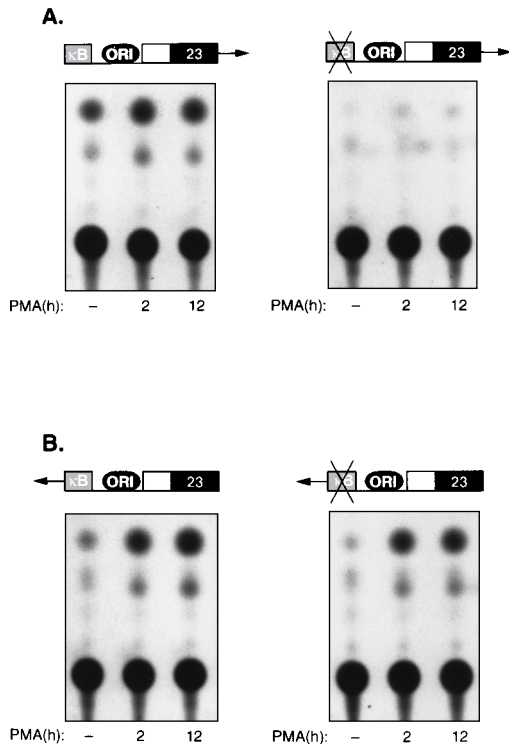 A.
κB ORI 23
κB ORI 23
PMA(h): – 2 12
PMA(h): – 2 12
B.
κB ORI 23
κB ORI 23
PMA(h): – 2 12
PMA(h): – 2 12